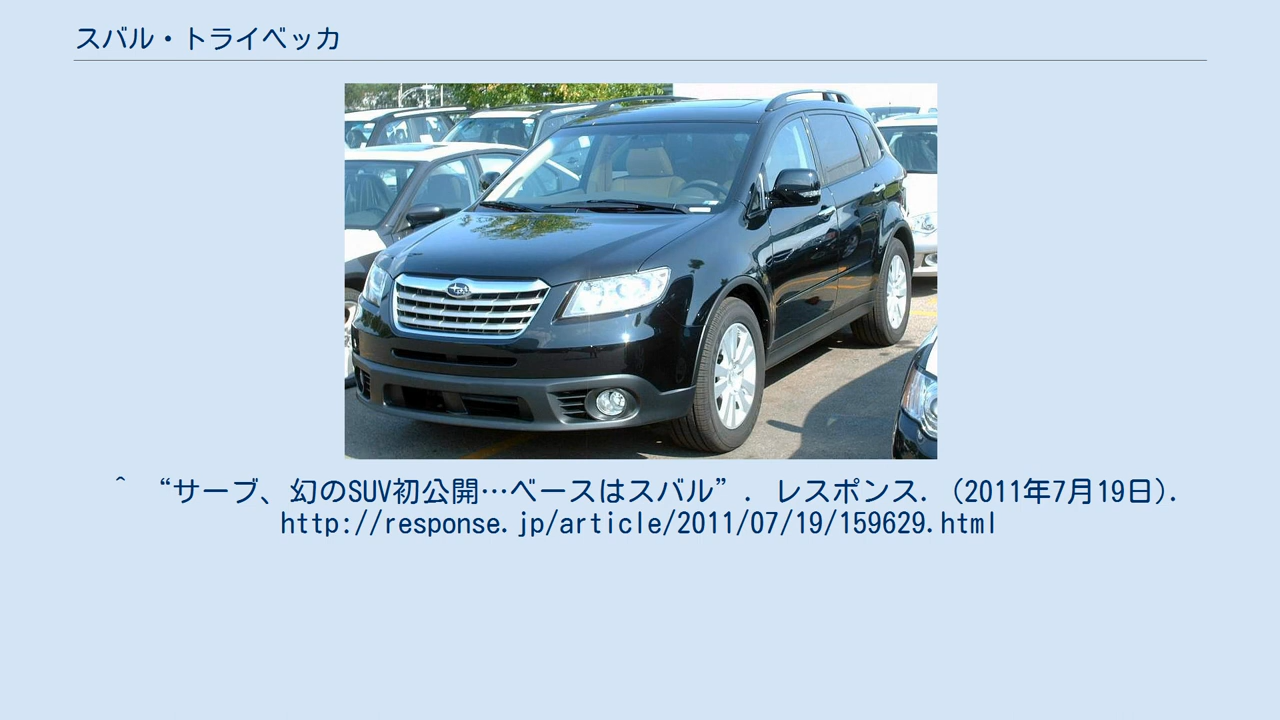 スバル・トライベッカ
^ “サーブ、幻のSUV初公開…ベースはスバル”. レスポンス. (2011年7月19日).
http://response.jp/article/2011/07/19/159629.html